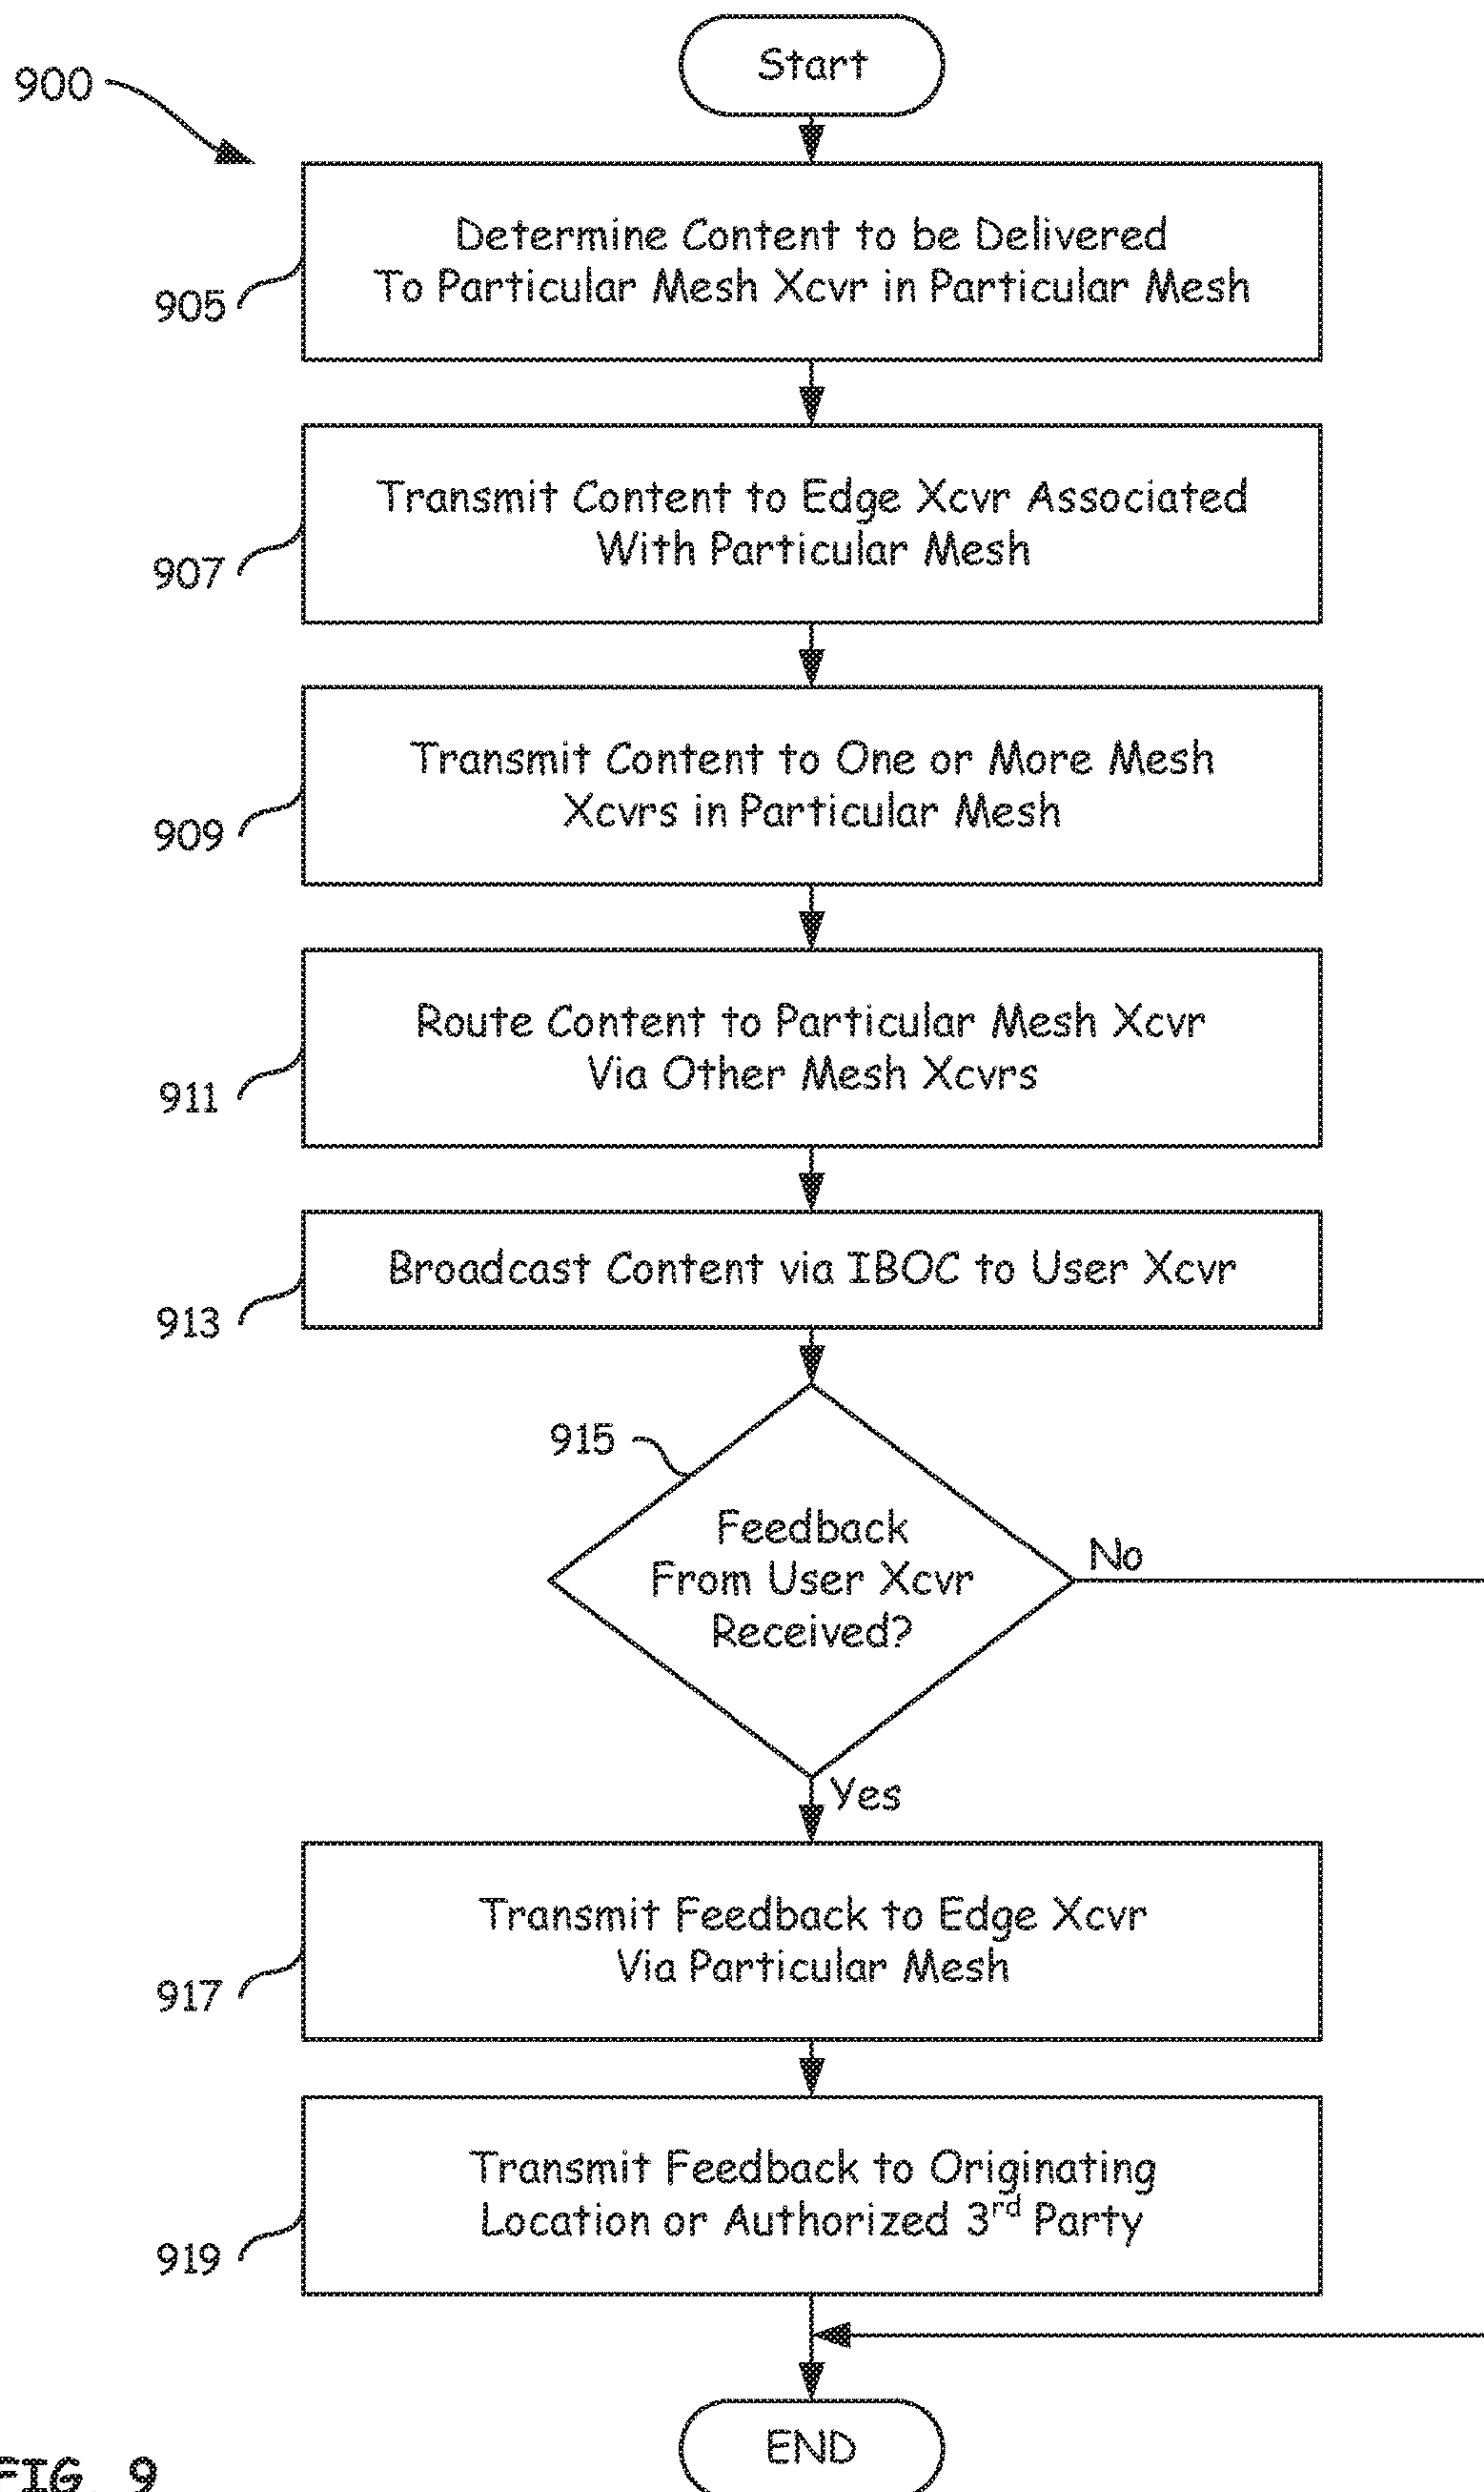 Start
900
Determine Content to be Delivered
To Particular Mesh Xcvr in Particular Mesh
905
Transmit Content to Edge Xcvr Associated
With Particular Mesh
907
Transmit Content to One or More Mesh
Xcvrs in Particular Mesh
909
Route Content to Particular Mesh Xcvr
Via Other Mesh Xcvrs
911
Broadcast Content via IBOC to User Xcvr
913
915
Feedback
From User Xcvr
Received?
No
Yes
Transmit Feedback to Edge Xcvr
Via Particular Mesh
917
Transmit Feedback to Originating
Location or Authorized 3rd Party
919
END
FIG. 9